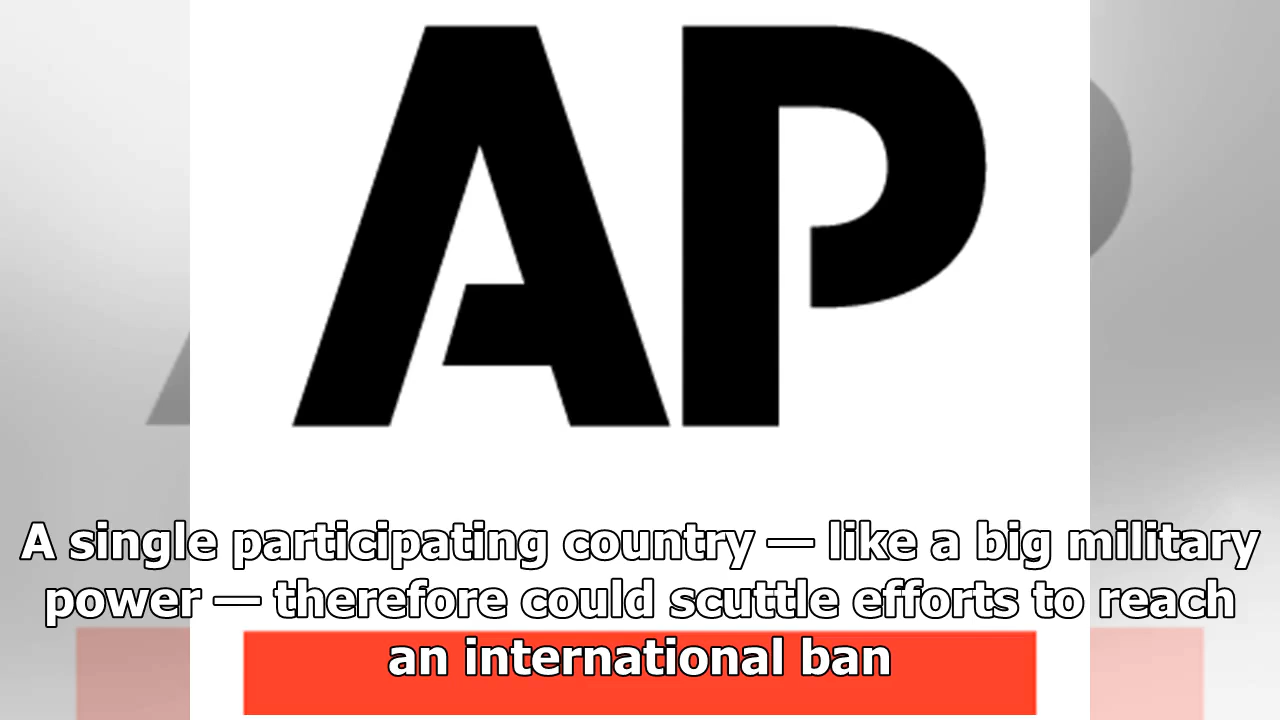 AP
A single participating country — like a big military
power — therefore could scuttle efforts to reach
an international ban